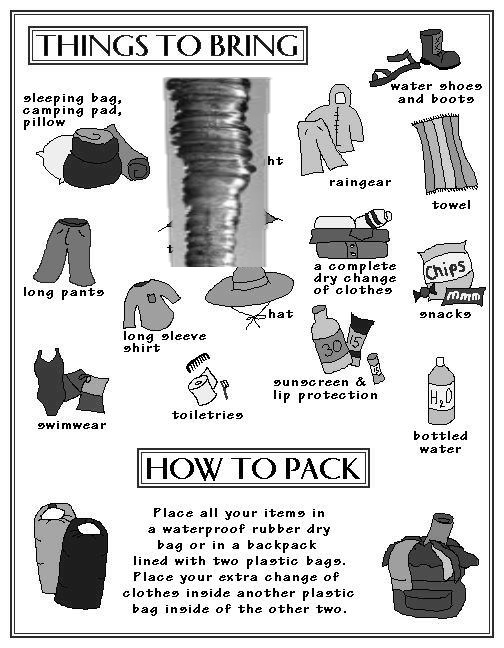 THINGS TO BRING
sleeping bag,
camping pad,
pillow
water shoes
and boots
raingear
towel
long pants
a complete
dry change
of clothes
Chips
mmm
snacks
long sleeve
shirt
hat
30
15
15
sunscreen &
lip protection
swimwear
toiletries
H2O
bottled
water
HOW TO PACK
Place all your items in
a waterproof rubber dry
bag or in a backpack
lined with two plastic bags.
Place your extra change of
clothes inside another plastic
bag inside of the other two.